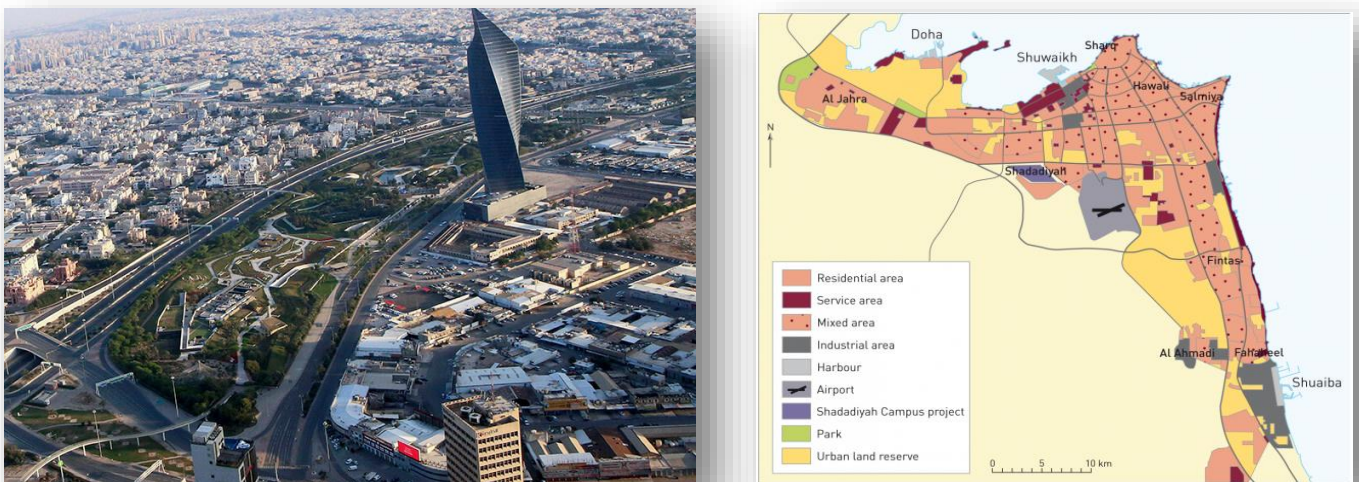 Doha
Shuwaikh
Sharq
Al Jahra
Hawali
Salmiya
Shadadiyah
N
Fintas
Al Ahmadi
Fahaheel
Shuaiba
Residential area
Service area
Mixed area
Industrial area
Harbour
Airport
Shadadiyah Campus project
Park
Urban land reserve
0 5 10 km